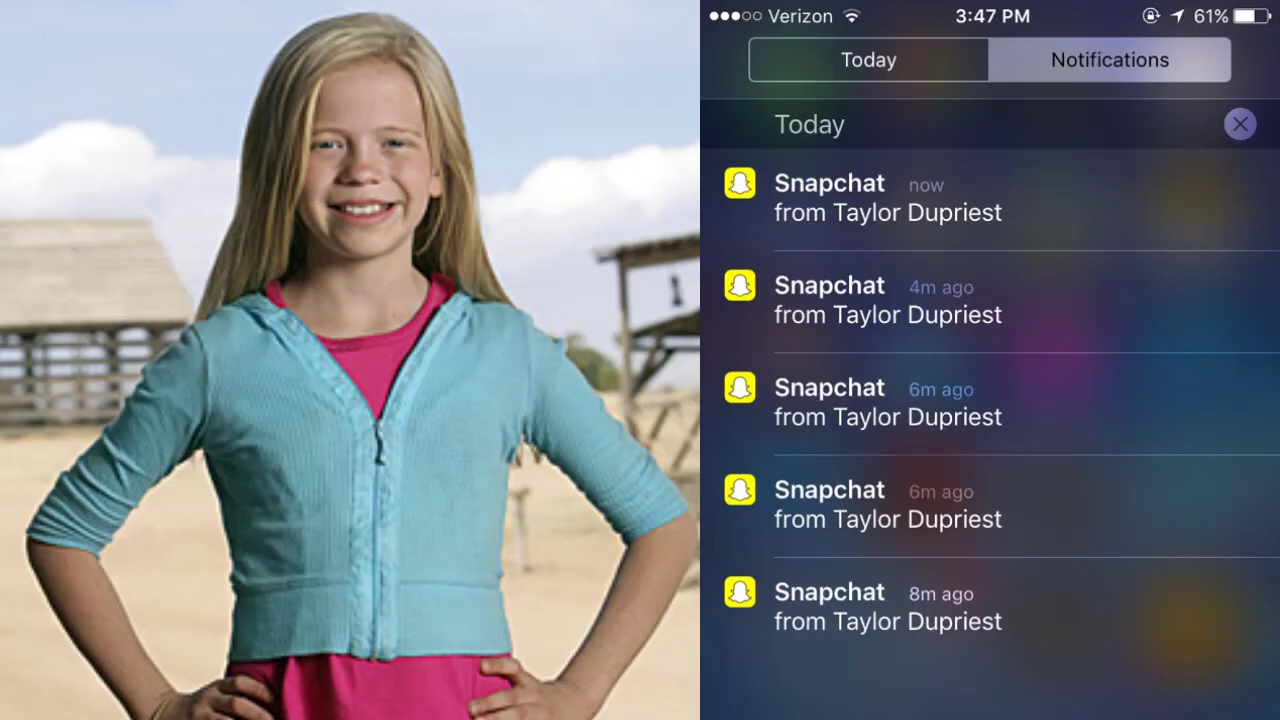 Verizon
3:47 PM
61%
Today
Notifications
Today
Snapchat now
from Taylor Dupriest
Snapchat 4m ago
from Taylor Dupriest
Snapchat 6m ago
from Taylor Dupriest
Snapchat 6m ago
from Taylor Dupriest
Snapchat 8m ago
from Taylor Dupriest